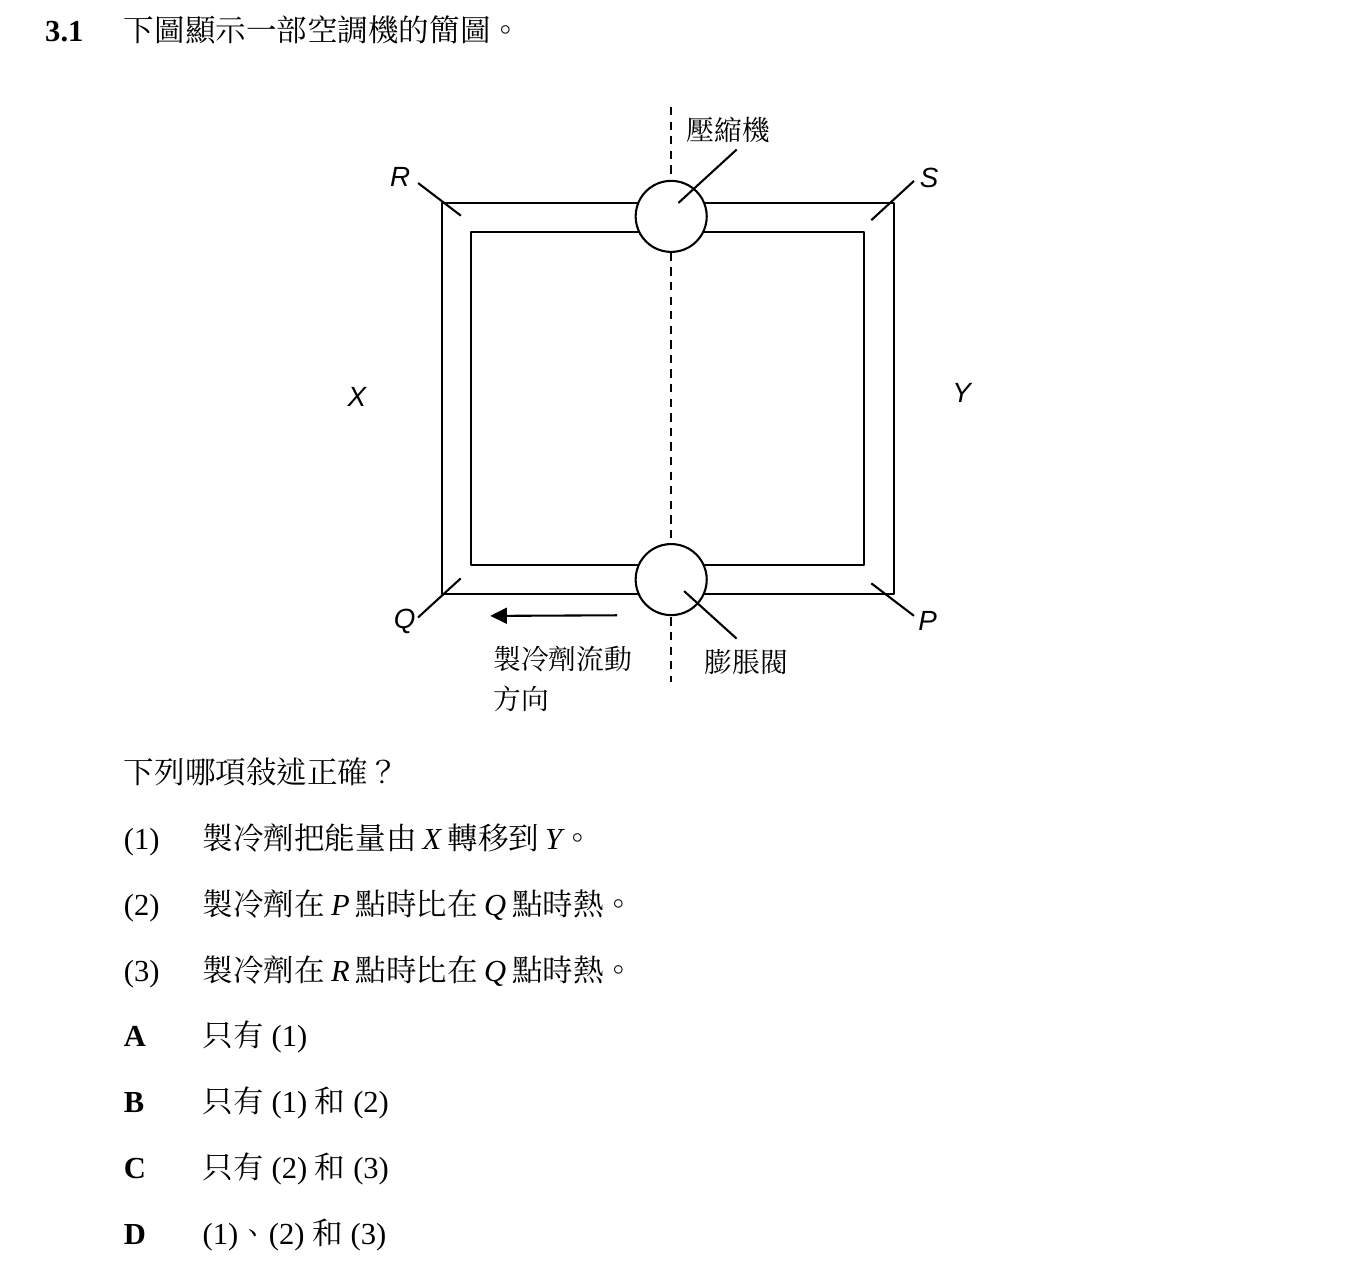 3.1 下圖顯示一部空調機的簡圖。
壓縮機
R
S
X
Y
Q
P
製冷劑流動
方向
膨脹閥
下列哪項敍述正確？
(1) 製冷劑把能量由 X 轉移到 Y。
(2) 製冷劑在 P 點時比在 Q 點時熱。
(3) 製冷劑在 R 點時比在 Q 點時熱。
A 只有 (1)
B 只有 (1) 和 (2)
C 只有 (2) 和 (3)
D (1)、(2) 和 (3)